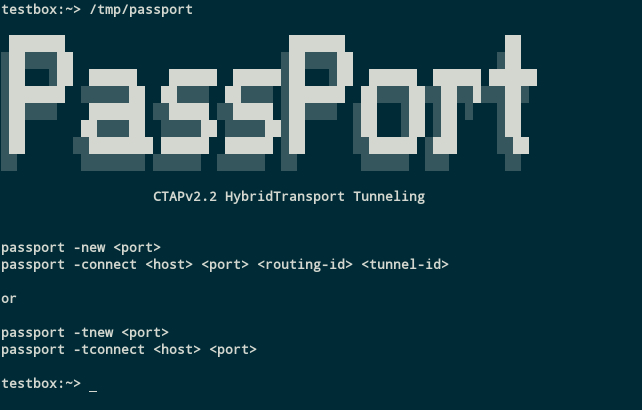 testbox:~> /tmp/passport
PassPort
CTAPv2.2 HybridTransport Tunneling
passport -new <port>
passport -connect <host> <port> <routing-id> <tunnel-id>
or
passport -tnew <port>
passport -tconnect <host> <port>
testbox:~> _